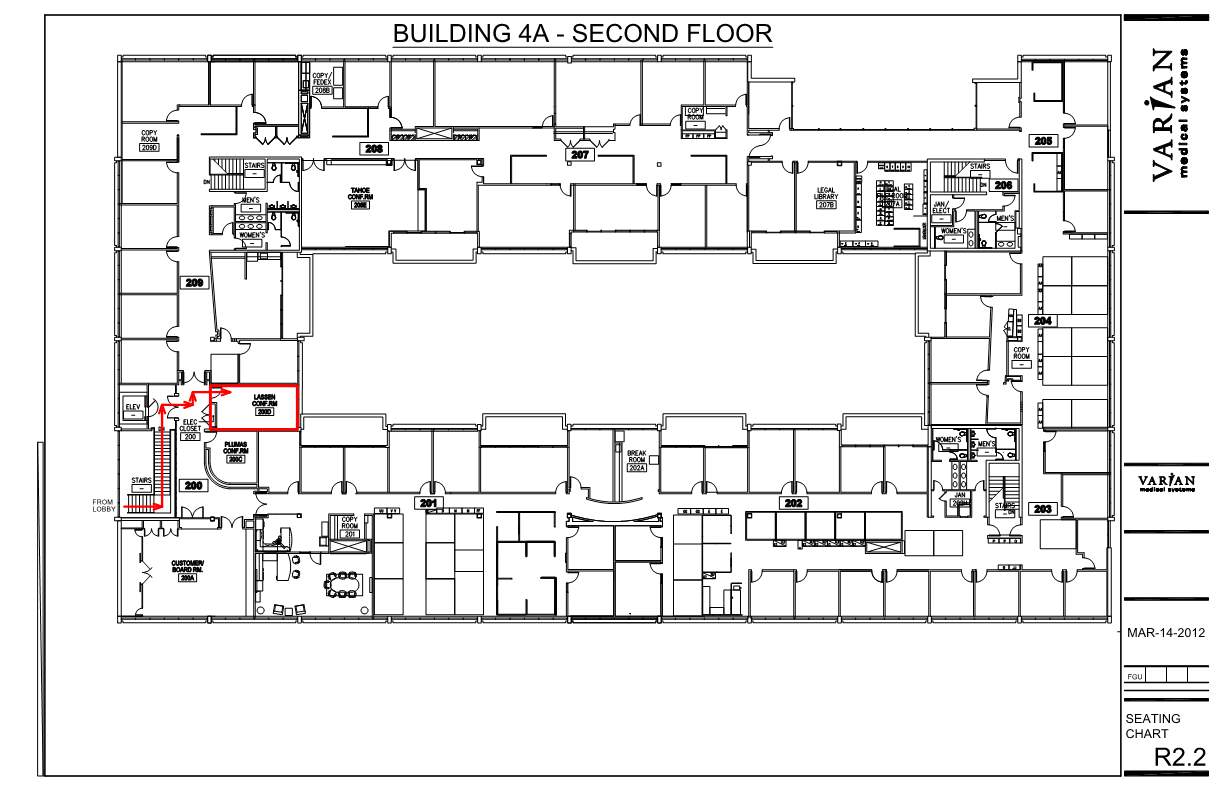 BUILDING 4A - SECOND FLOOR
VARIAN
medical systems
COPY/
FEDEX
208B
COPY
ROOM
COPY
ROOM
209D
208
207
205
STAIRS
DN
TAHOE
CONF.RM
208E
LEGAL
LIBRARY
207B
STAIRS
DN
206
MEN'S
WOMEN'S
JAN/
ELECT
MEN'S
WOMEN'S
209
204
COPY
ROOM
ELEV
LASSEN
CONF.RM
200D
ELEC
CLOSET
200
PLUMAS
CONF.RM
200C
BREAK
ROOM
202A
WOMEN'S
MEN'S
STAIRS
200
FROM
LOBBY
201
202
JAN
STAIRS
DN
203
COPY
ROOM
201
CUSTOMER/
BOARD RM.
200A
VARIAN
medical systems
MAR-14-2012
FGU
SEATING
CHART
R2.2